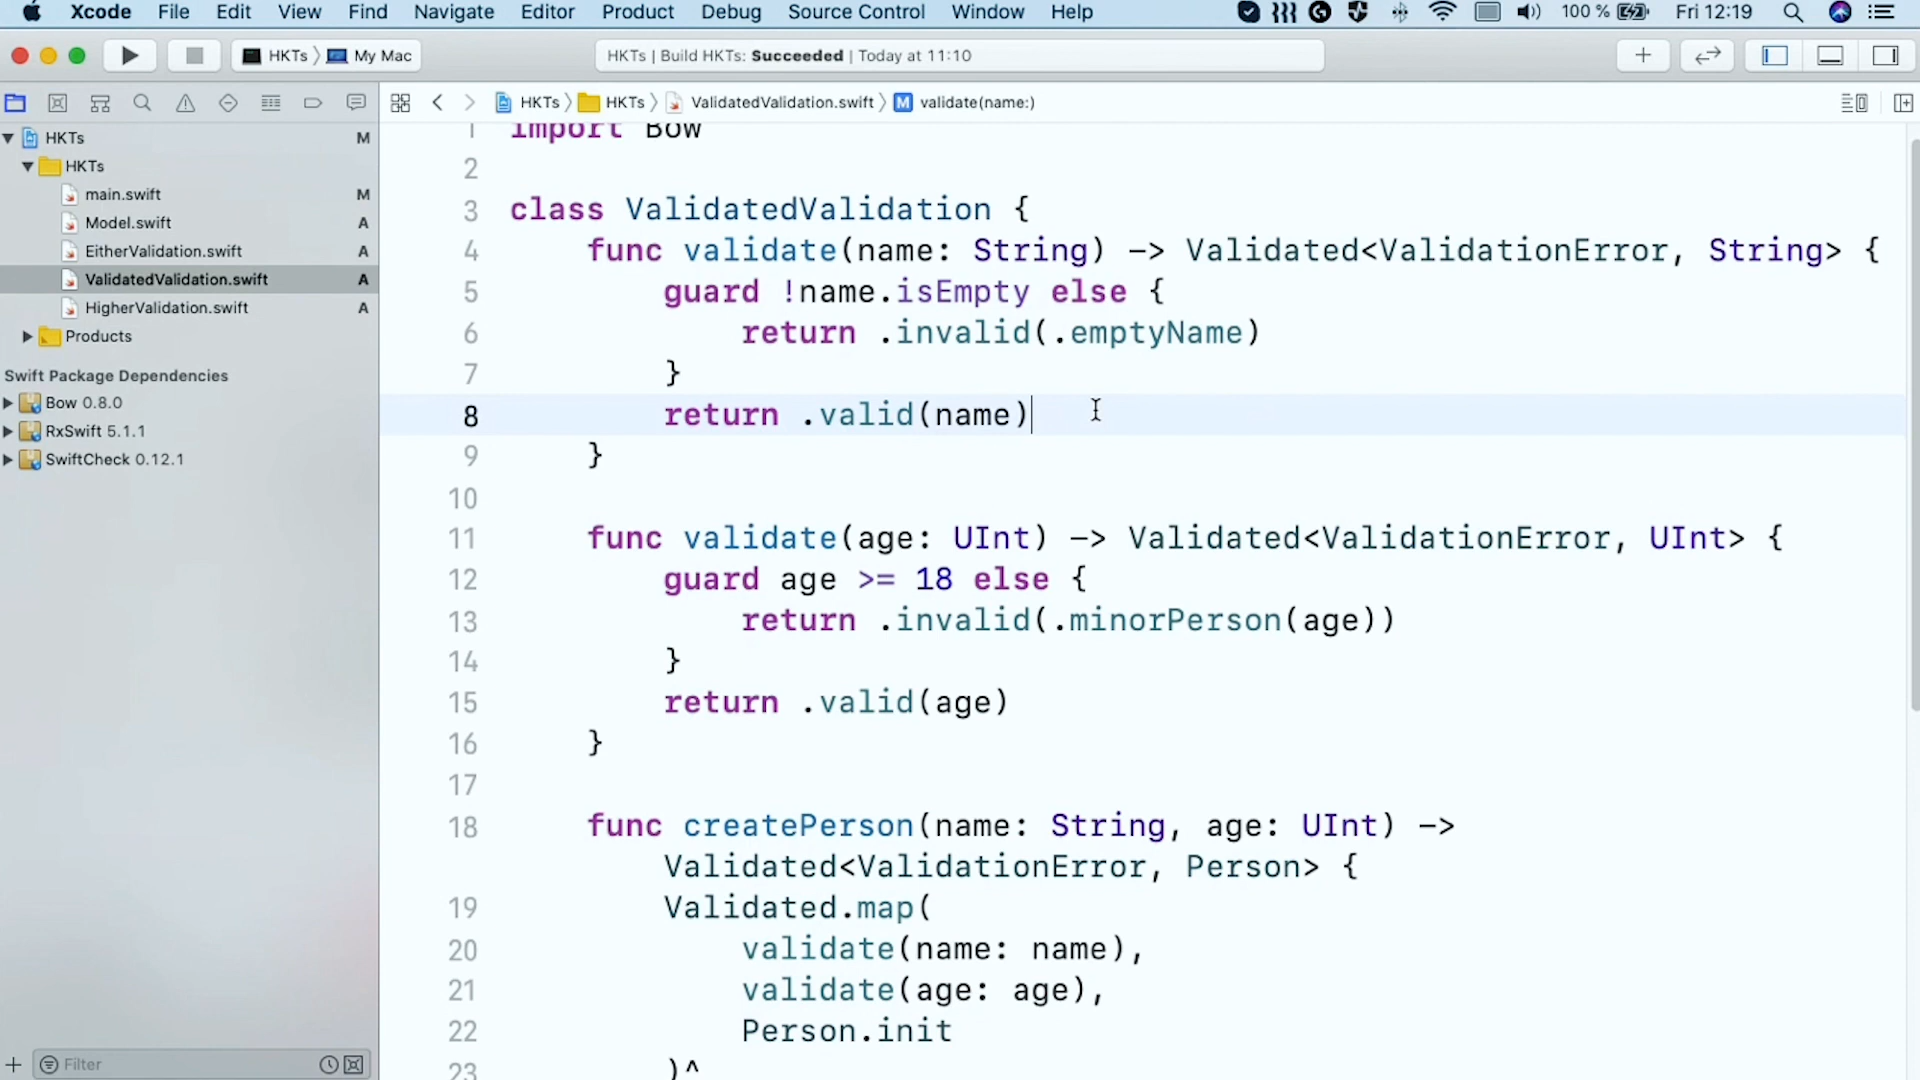 Xcode File Edit View Find Navigate Editor Product Debug Source Control Window Help 100 % Fri 12:19
HKTs 〉 My Mac
HKTs | Build HKTs: Succeeded | Today at 11:10
HKTs 〉 HKTs 〉 ValidatedValidation.swift 〉 M validate(name:)
HKTs M
HKTs
main.swift M
Model.swift A
EitherValidation.swift A
ValidatedValidation.swift A
HigherValidation.swift A
Products
Swift Package Dependencies
Bow 0.8.0
RxSwift 5.1.1
SwiftCheck 0.12.1
Filter
1 import Bow
2
3 class ValidatedValidation {
4 func validate(name: String) -> Validated<ValidationError, String> {
5 guard !name.isEmpty else {
6 return .invalid(.emptyName)
7 }
8 return .valid(name)
9 }
10
11 func validate(age: UInt) -> Validated<ValidationError, UInt> {
12 guard age >= 18 else {
13 return .invalid(.minorPerson(age))
14 }
15 return .valid(age)
16 }
17
18 func createPerson(name: String, age: UInt) ->
Validated<ValidationError, Person> {
19 Validated.map(
20 validate(name: name),
21 validate(age: age),
22 Person.init
23 )^